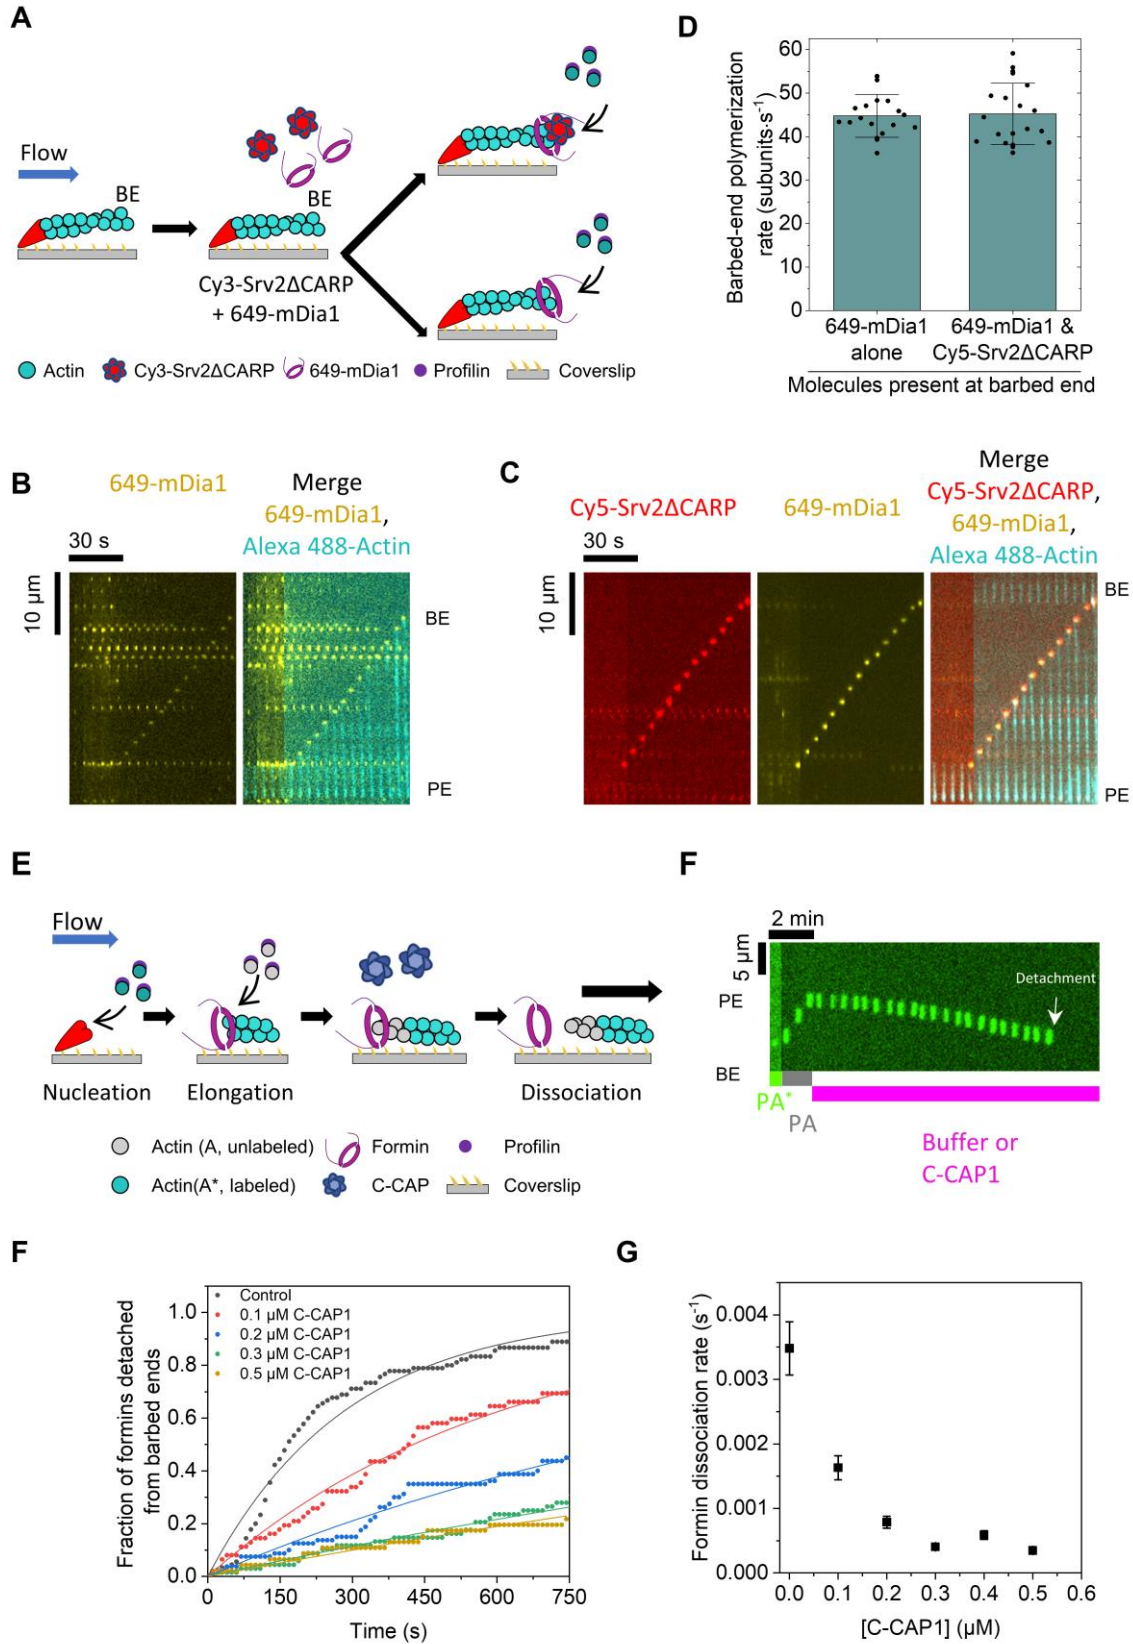 A
Flow
BE
BE
Cy3-Srv2ΔCARP
+ 649-mDia1
Actin
Cy3-Srv2ΔCARP
649-mDia1
Profilin
Coverslip
D
Barbed-end polymerization
rate (subunits·s⁻¹)
60
50
40
30
20
10
0
649-mDia1
alone
649-mDia1 &
Cy5-Srv2ΔCARP
Molecules present at barbed end
B
649-mDia1
Merge
649-mDia1,
Alexa 488-Actin
30 s
10 µm
BE
PE
C
Cy5-Srv2ΔCARP
649-mDia1
Merge
Cy5-Srv2ΔCARP,
649-mDia1,
Alexa 488-Actin
30 s
10 µm
BE
PE
E
Flow
Nucleation
Elongation
Dissociation
Actin (A, unlabeled)
Formin
Profilin
Actin(A*, labeled)
C-CAP
Coverslip
F
2 min
5 µm
Detachment
PE
BE
PA*
PA
Buffer or
C-CAP1
F
Fraction of formins detached
from barbed ends
1.0
0.8
0.6
0.4
0.2
0.0
Control
0.1 µM C-CAP1
0.2 µM C-CAP1
0.3 µM C-CAP1
0.5 µM C-CAP1
0
150
300
450
600
750
Time (s)
G
Formin dissociation rate (s⁻¹)
0.004
0.003
0.002
0.001
0.000
0.0
0.1
0.2
0.3
0.4
0.5
0.6
[C-CAP1] (µM)